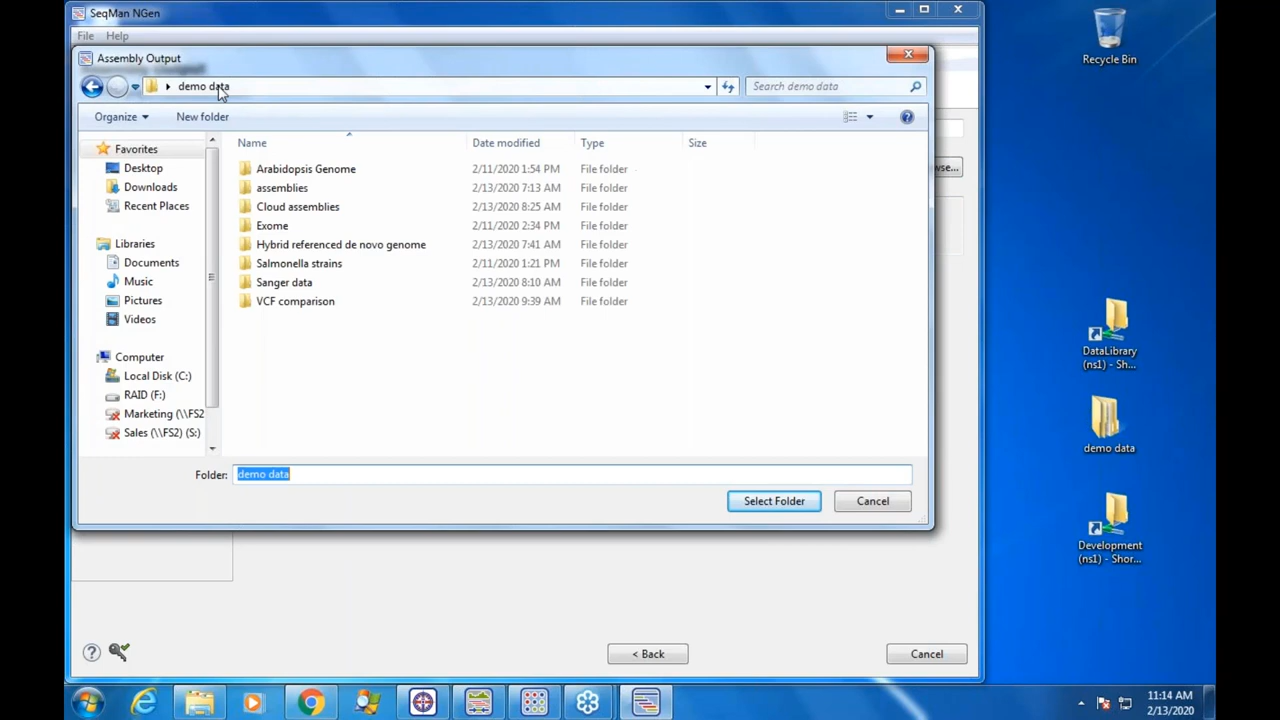 SeqMan NGen
File Help
Assembly Output
demo data
Search demo data
Organize New folder
Name Date modified Type Size
Favorites
Desktop
Downloads
Recent Places
Libraries
Documents
Music
Pictures
Videos
Computer
Local Disk (C:)
RAID (F:)
Marketing (\\FS2
Sales (\\FS2) (S:)
Arabidopsis Genome 2/11/2020 1:54 PM File folder
assemblies 2/13/2020 7:13 AM File folder
Cloud assemblies 2/13/2020 8:25 AM File folder
Exome 2/11/2020 2:34 PM File folder
Hybrid referenced de novo genome 2/13/2020 7:41 AM File folder
Salmonella strains 2/11/2020 1:21 PM File folder
Sanger data 2/13/2020 8:10 AM File folder
VCF comparison 2/13/2020 9:39 AM File folder
Folder: demo data
Select Folder Cancel
wse...
< Back Cancel
Recycle Bin
DataLibrary
(ns1) - Sh...
demo data
Development
(ns1) - Shor...
11:14 AM
2/13/2020